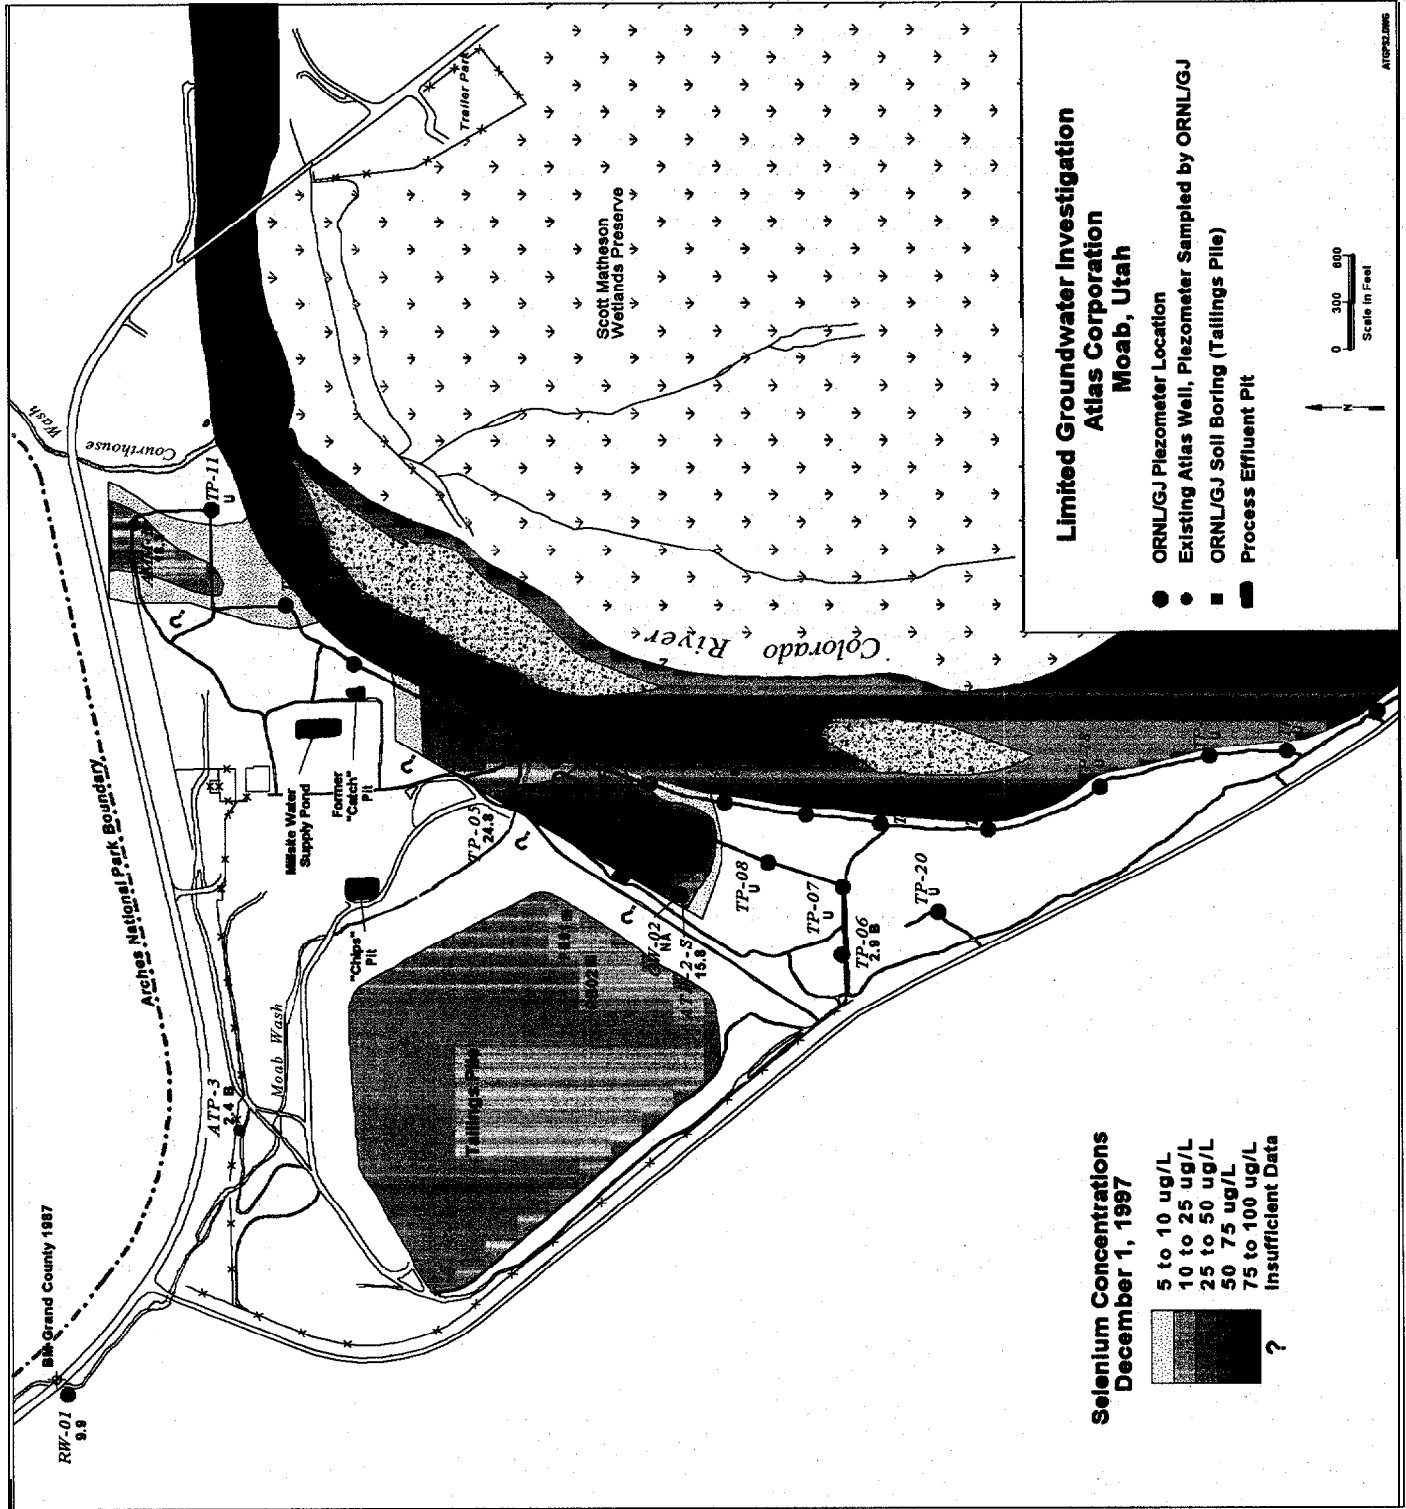 Limited Groundwater Investigation
Atlas Corporation
Moab, Utah
ORNL/GJ Piezometer Location
Existing Atlas Well, Piezometer Sampled by ORNL/GJ
ORNL/GJ Soil Boring (Tailings Pile)
Process Effluent Pit
N
0 300 600
Scale in Feet
Selenium Concentrations
December 1, 1997
5 to 10 ug/L
10 to 25 ug/L
25 to 50 ug/L
50 75 ug/L
75 to 100 ug/L
? Insufficient Data
RW-01
9.9
BM-Grand County 1987
Arches National Park Boundary
ATP-3
2.4 B
Moab Wash
Tailings Pile
"Chips"
Pit
Millsite Water
Supply Pond
Former
"Catch"
Pit
Courthouse
Wash
TP-11
U
?
?
?
?
TP-05
24.8
NA
15.8
TP-08
U
TP-07
U
TP-06
2.9 B
TP-20
U
Colorado River
Scott Matheson
Wetlands Preserve
Trailer Park